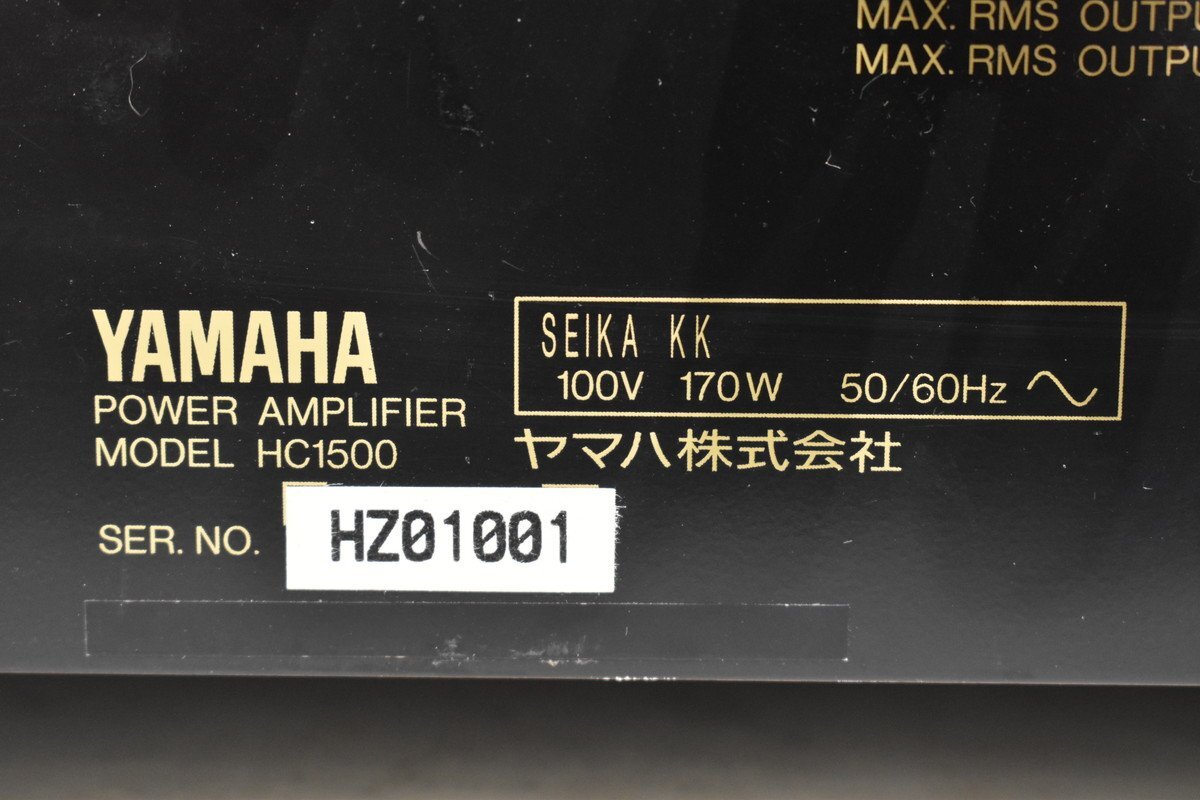 MAX. RMS OUTPU
MAX. RMS OUTPU
YAMAHA
POWER AMPLIFIER
MODEL HC1500
SEIKA KK
100V 170W 50/60Hz
ヤマハ株式会社
SER. NO. HZ01001